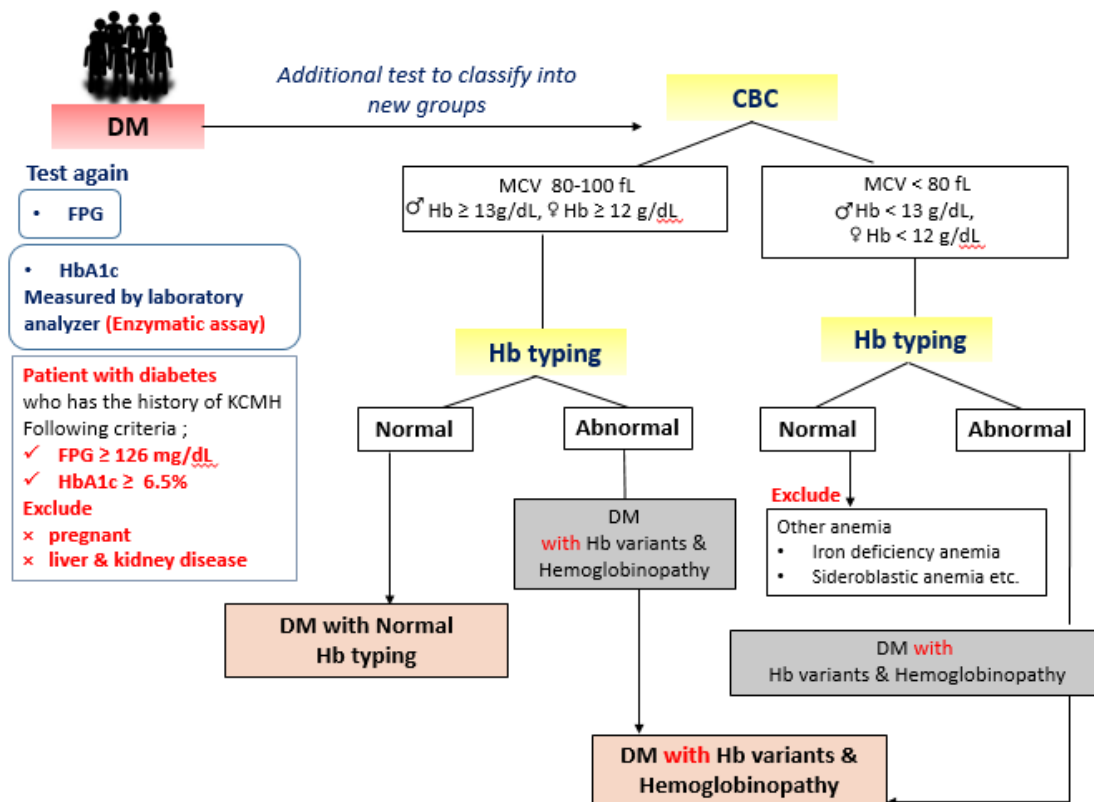 Additional test to classify into
new groups
DM
CBC
Test again
• FPG
• HbA1c
Measured by laboratory
analyzer (Enzymatic assay)
Patient with diabetes
who has the history of KCMH
Following criteria ;
✓ FPG ≥ 126 mg/dL
✓ HbA1c ≥ 6.5%
Exclude
× pregnant
× liver & kidney disease
MCV 80-100 fL
♂ Hb ≥ 13g/dL, ♀ Hb ≥ 12 g/dL
MCV < 80 fL
♂ Hb < 13 g/dL,
♀ Hb < 12 g/dL
Hb typing
Normal
Abnormal
DM
with Hb variants &
Hemoglobinopathy
DM with Normal
Hb typing
Hb typing
Normal
Abnormal
Exclude
Other anemia
• Iron deficiency anemia
• Sideroblastic anemia etc.
DM with
Hb variants & Hemoglobinopathy
DM with Hb variants &
Hemoglobinopathy